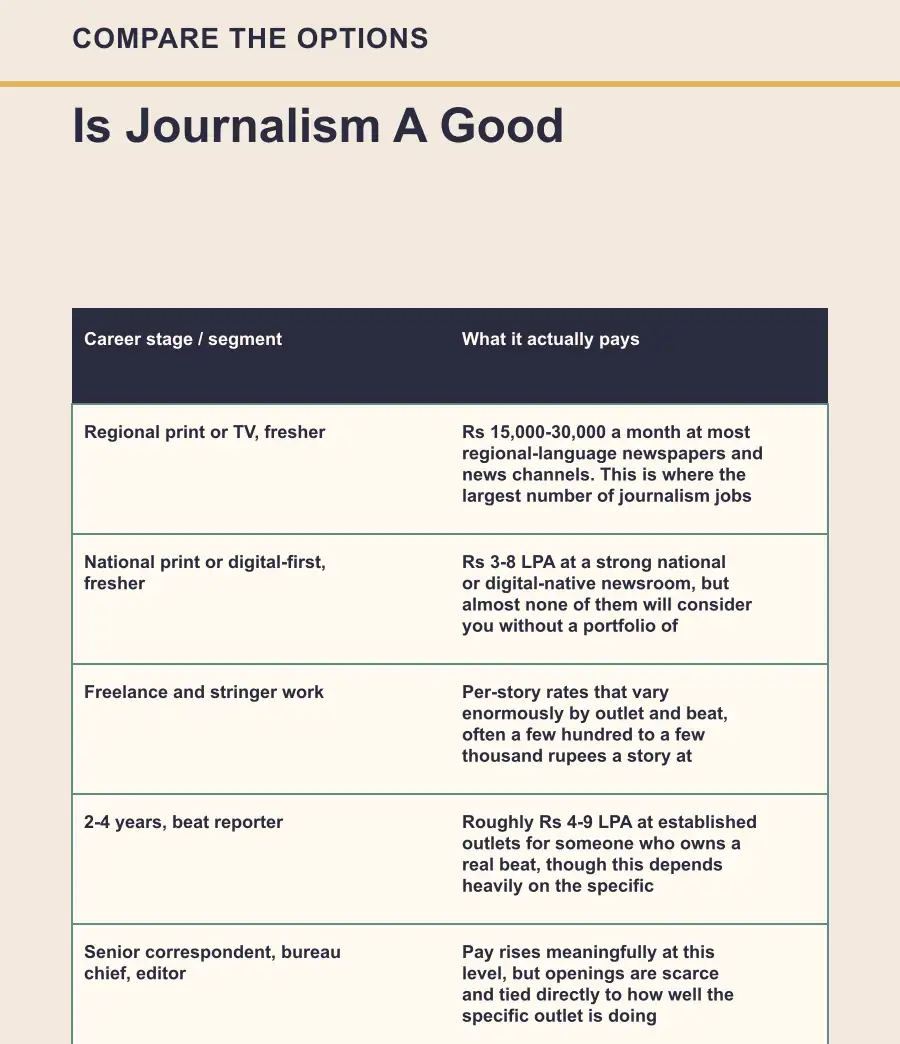 COMPARE THE OPTIONS
Is Journalism A Good
Career stage / segment
What it actually pays
Regional print or TV, fresher
Rs 15,000-30,000 a month at most
regional-language newspapers and
news channels. This is where the
largest number of journalism jobs
National print or digital-first,
fresher
Rs 3-8 LPA at a strong national
or digital-native newsroom, but
almost none of them will consider
you without a portfolio of
Freelance and stringer work
Per-story rates that vary
enormously by outlet and beat,
often a few hundred to a few
thousand rupees a story at
2-4 years, beat reporter
Roughly Rs 4-9 LPA at established
outlets for someone who owns a
real beat, though this depends
heavily on the specific
Senior correspondent, bureau
chief, editor
Pay rises meaningfully at this
level, but openings are scarce
and tied directly to how well the
specific outlet is doing